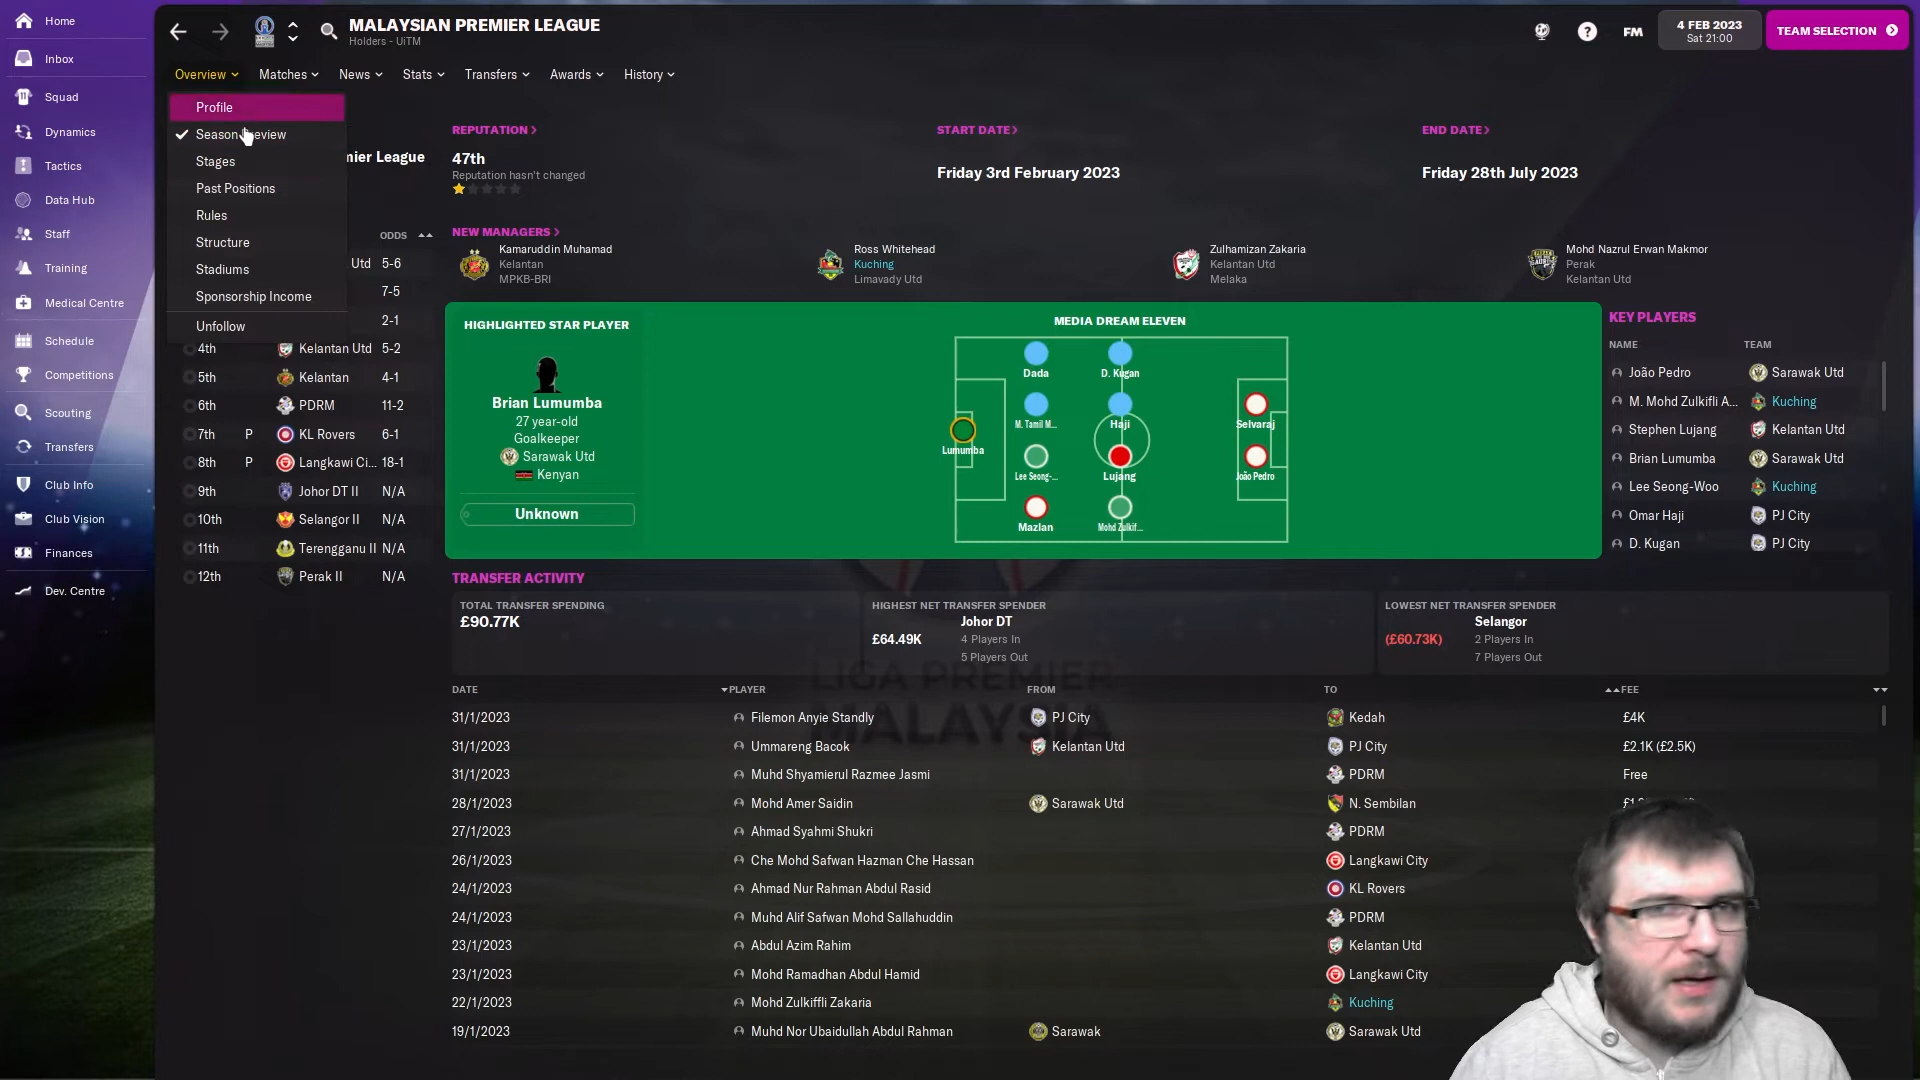 Home
Inbox
Squad
Dynamics
Tactics
Data Hub
Staff
Training
Medical Centre
Schedule
Competitions
Scouting
Transfers
Club Info
Club Vision
Finances
Dev. Centre
MALAYSIAN PREMIER LEAGUE
Holders - UiTM
? FM
4 FEB 2023
Sat 21:00
TEAM SELECTION
Overview Matches News Stats Transfers Awards History
Profile
Season
Stages
Past Positions
Rules
Structure
Stadiums
Sponsorship Income
Unfollow
League
ODDS
Utd 5-6
7-5
2-1
4th Kelantan Utd 5-2
5th Kelantan 4-1
6th PDRM 11-2
7th P KL Rovers 6-1
8th P Langkawi Ci... 18-1
9th Johor DT II N/A
10th Selangor II N/A
11th Terengganu II N/A
12th Perak II N/A
REPUTATION >
47th
Reputation hasn't changed
START DATE >
Friday 3rd February 2023
END DATE >
Friday 28th July 2023
NEW MANAGERS >
Kamaruddin Muhamad
Kelantan
MPKB-BRI
Ross Whitehead
Kuching
Limavady Utd
Zulhamizan Zakaria
Kelantan Utd
Melaka
Mohd Nazrul Erwan Makmor
Perak
Kelantan Utd
HIGHLIGHTED STAR PLAYER
Brian Lumumba
27 year-old
Goalkeeper
Sarawak Utd
Kenyan
Unknown
MEDIA DREAM ELEVEN
Dada D. Kugan
M. Tamil M... Haji Selvaraj
Lumumba
Lee Seong-... Lujang João Pedro
Mazlan Mohd Zulkif...
KEY PLAYERS
NAME TEAM
João Pedro Sarawak Utd
M. Mohd Zulkifli A... Kuching
Stephen Lujang Kelantan Utd
Brian Lumumba Sarawak Utd
Lee Seong-Woo Kuching
Omar Haji PJ City
D. Kugan PJ City
TRANSFER ACTIVITY
TOTAL TRANSFER SPENDING
£90.77K
HIGHEST NET TRANSFER SPENDER
£64.49K
Johor DT
4 Players In
5 Players Out
LOWEST NET TRANSFER SPENDER
(£60.73K)
Selangor
2 Players In
7 Players Out
LIGA PREMIER
MALAYSIA
DATE PLAYER FROM TO FEE
31/1/2023 Filemon Anyie Standly PJ City Kedah £4K
31/1/2023 Ummareng Bacok Kelantan Utd PJ City £2.1K (£2.5K)
31/1/2023 Muhd Shyamierul Razmee Jasmi PDRM Free
28/1/2023 Mohd Amer Saidin Sarawak Utd N. Sembilan
27/1/2023 Ahmad Syahmi Shukri PDRM
26/1/2023 Che Mohd Safwan Hazman Che Hassan Langkawi City
24/1/2023 Ahmad Nur Rahman Abdul Rasid KL Rovers
24/1/2023 Muhd Alif Safwan Mohd Sallahuddin PDRM
23/1/2023 Abdul Azim Rahim Kelantan Utd
23/1/2023 Mohd Ramadhan Abdul Hamid Langkawi City
22/1/2023 Mohd Zulkiffli Zakaria Kuching
19/1/2023 Muhd Nor Ubaidullah Abdul Rahman Sarawak Sarawak Utd